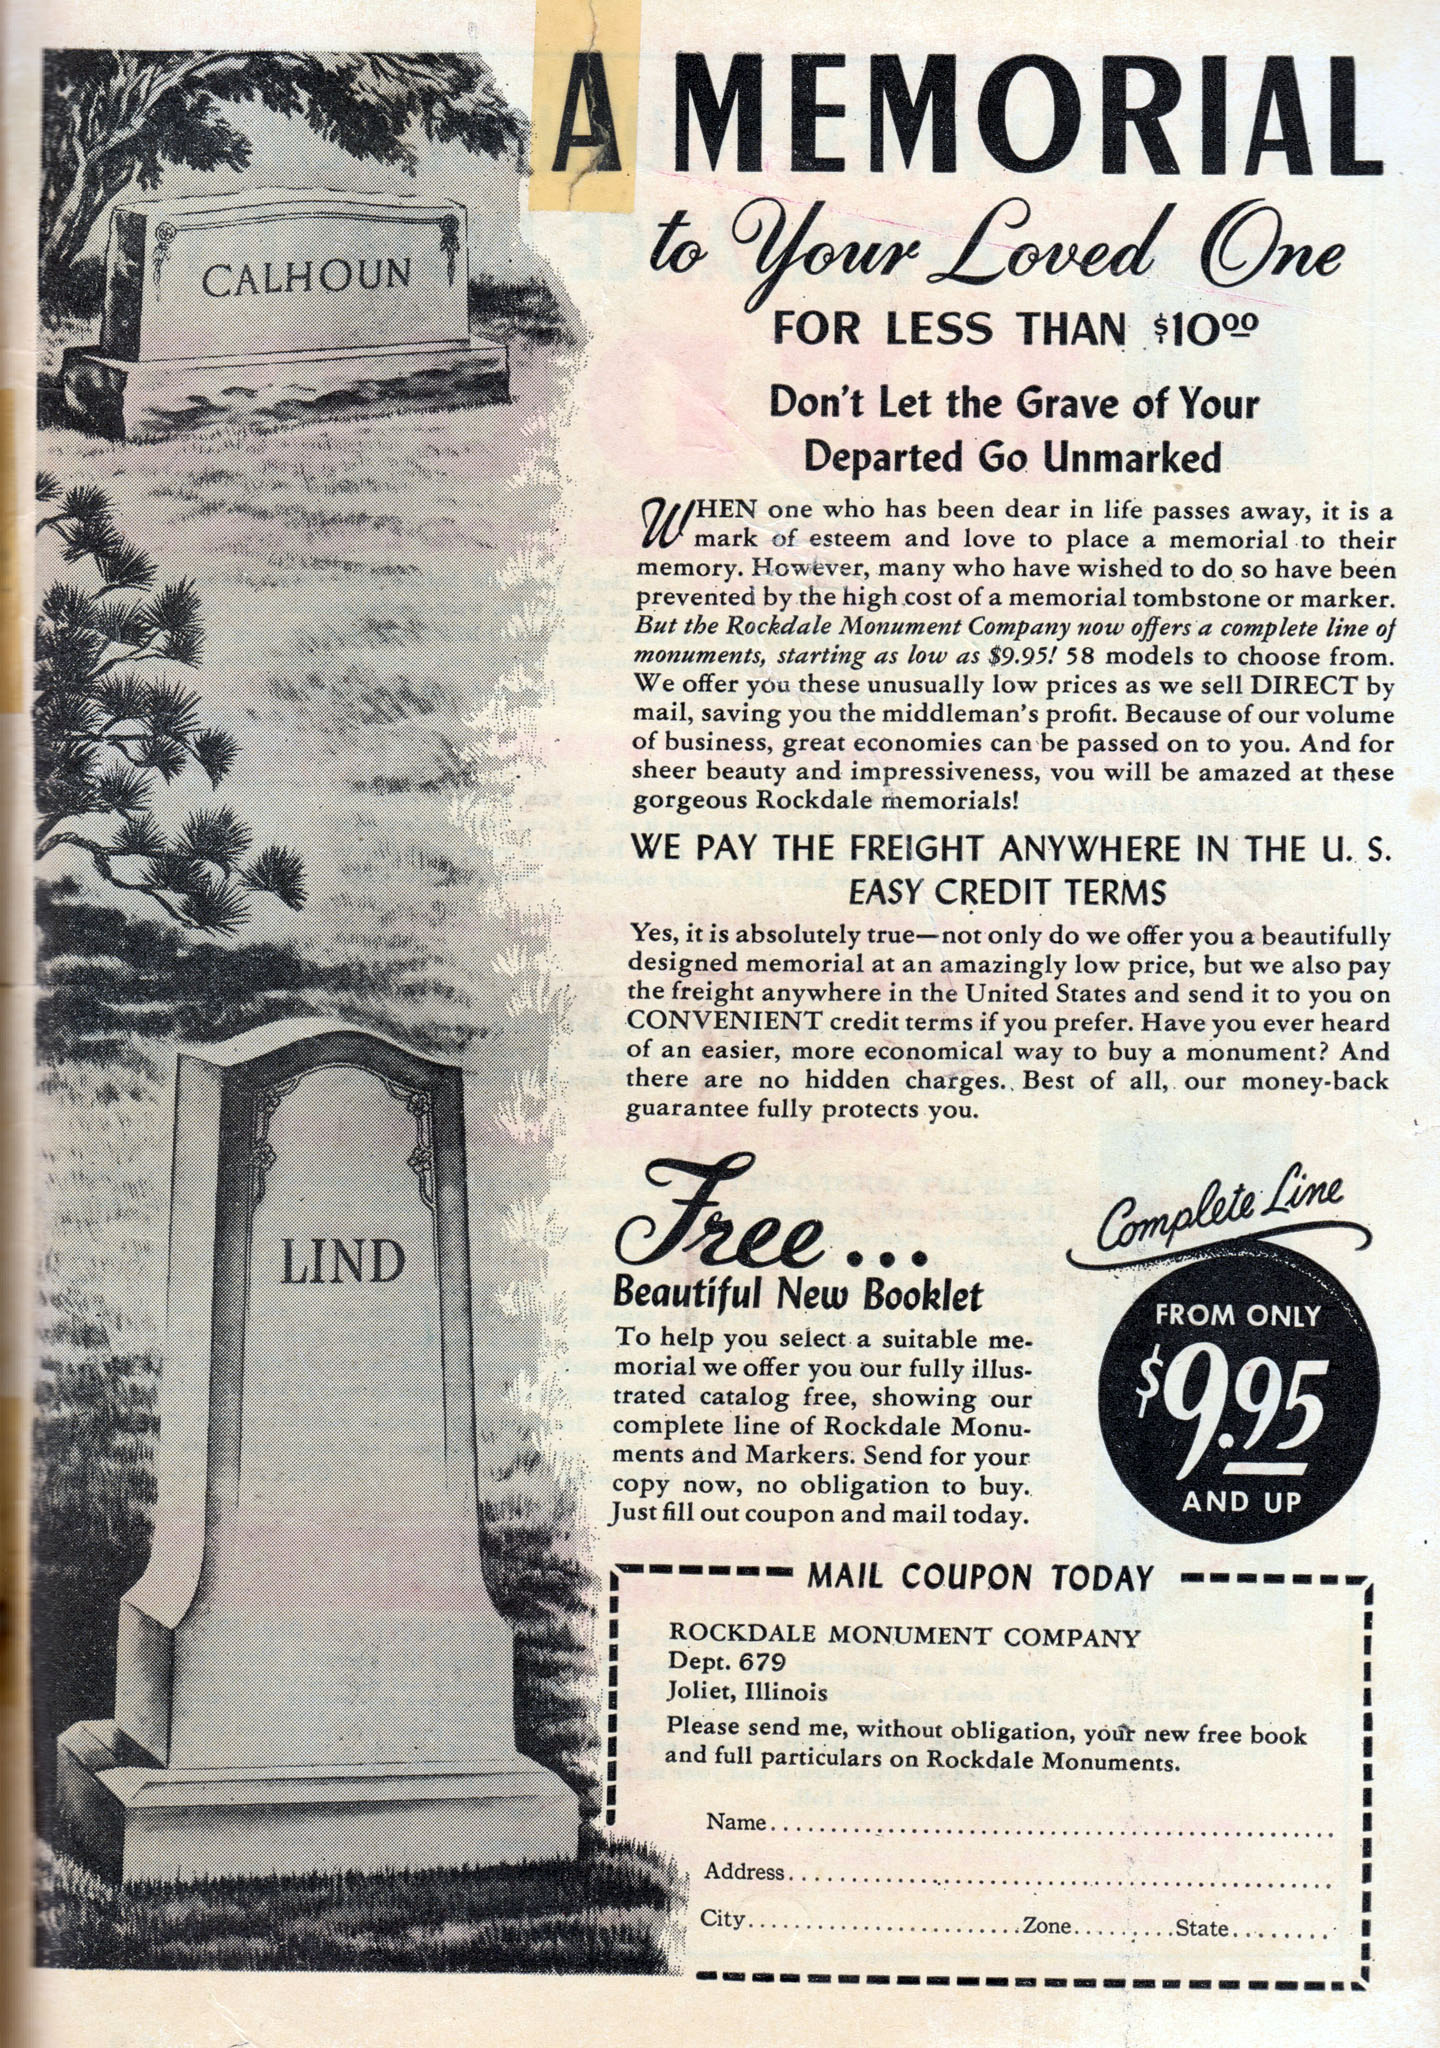 A MEMORIAL
to Your Loved One
FOR LESS THAN $10⁰⁰
Don't Let the Grave of Your
Departed Go Unmarked
WHEN one who has been dear in life passes away, it is a
mark of esteem and love to place a memorial to their
memory. However, many who have wished to do so have been
prevented by the high cost of a memorial tombstone or marker.
But the Rockdale Monument Company now offers a complete line of
monuments, starting as low as $9.95! 58 models to choose from.
We offer you these unusually low prices as we sell DIRECT by
mail, saving you the middleman's profit. Because of our volume
of business, great economies can be passed on to you. And for
sheer beauty and impressiveness, you will be amazed at these
gorgeous Rockdale memorials!
WE PAY THE FREIGHT ANYWHERE IN THE U. S.
EASY CREDIT TERMS
Yes, it is absolutely true—not only do we offer you a beautifully
designed memorial at an amazingly low price, but we also pay
the freight anywhere in the United States and send it to you on
CONVENIENT credit terms if you prefer. Have you ever heard
of an easier, more economical way to buy a monument? And
there are no hidden charges. Best of all, our money-back
guarantee fully protects you.
Free...
Beautiful New Booklet
To help you select a suitable me-
morial we offer you our fully illus-
trated catalog free, showing our
complete line of Rockdale Monu-
ments and Markers. Send for your
copy now, no obligation to buy.
Just fill out coupon and mail today.
Complete Line
FROM ONLY
$9.95
AND UP
MAIL COUPON TODAY
ROCKDALE MONUMENT COMPANY
Dept. 679
Joliet, Illinois
Please send me, without obligation, your new free book
and full particulars on Rockdale Monuments.
Name
Address
City Zone State
CALHOUN
LIND